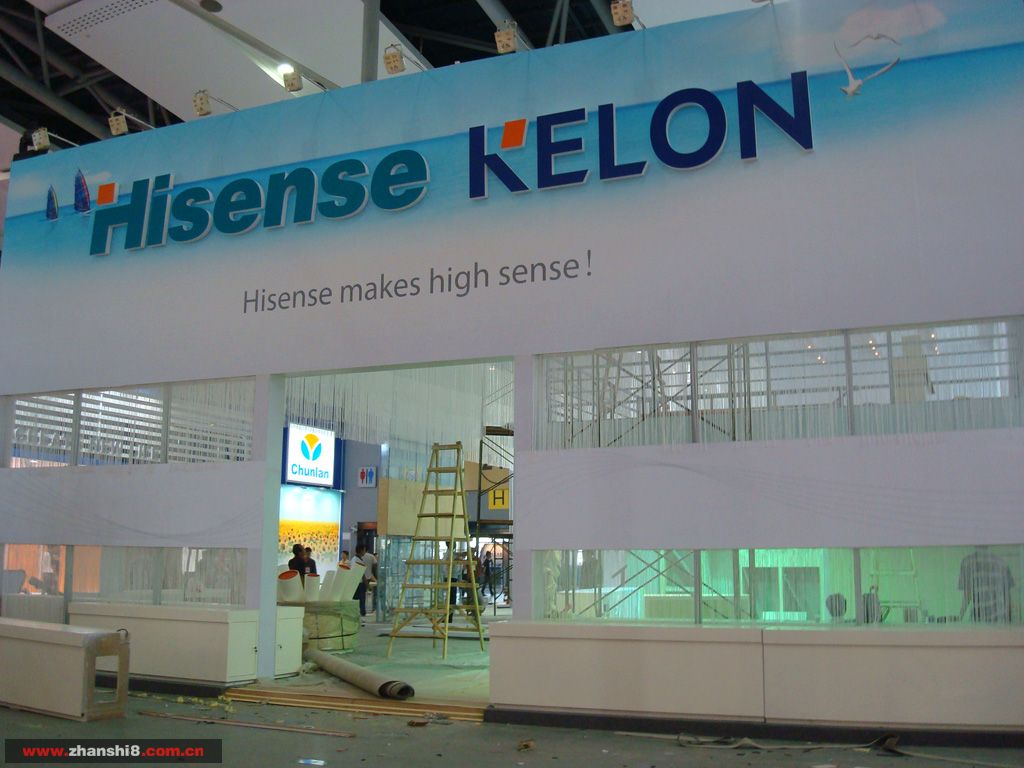 Hisense KELON
Hisense makes high sense!
Chunlan
H
www.zhanshi8.com.cn